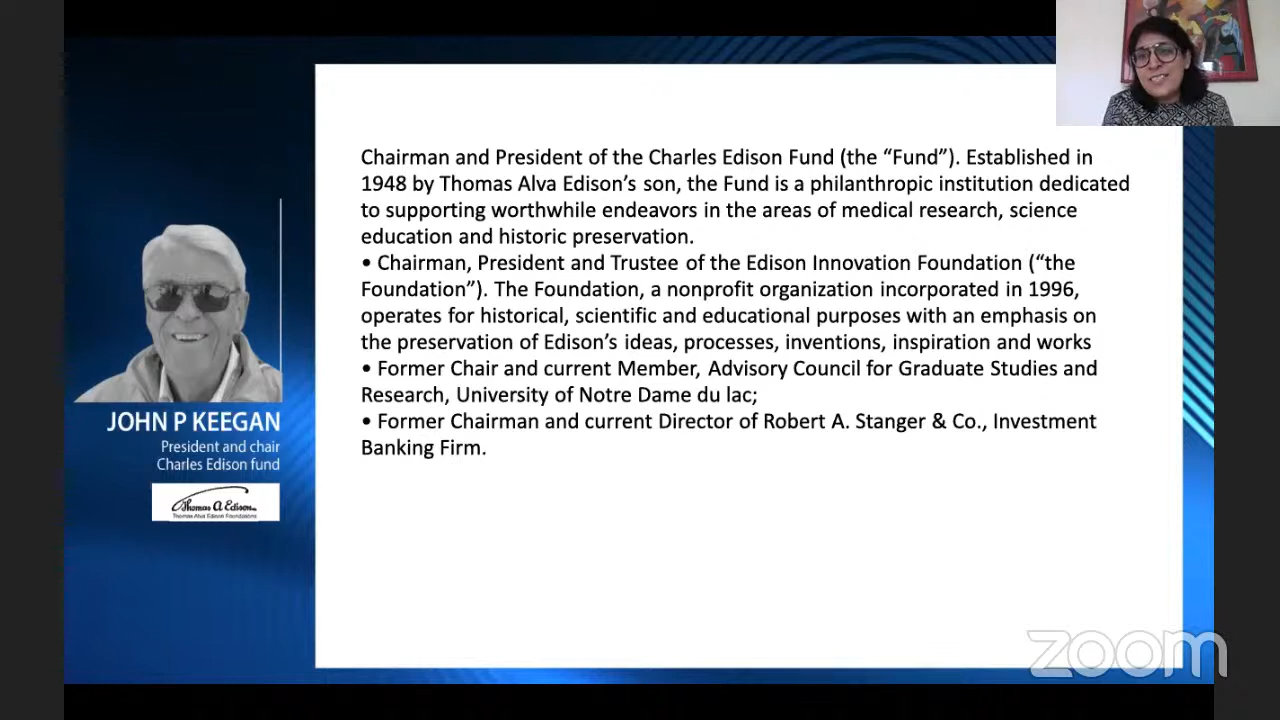 Chairman and President of the Charles Edison Fund (the “Fund”). Established in
1948 by Thomas Alva Edison’s son, the Fund is a philanthropic institution dedicated
to supporting worthwhile endeavors in the areas of medical research, science
education and historic preservation.
• Chairman, President and Trustee of the Edison Innovation Foundation (“the
Foundation”). The Foundation, a nonprofit organization incorporated in 1996,
operates for historical, scientific and educational purposes with an emphasis on
the preservation of Edison’s ideas, processes, inventions, inspiration and works
• Former Chair and current Member, Advisory Council for Graduate Studies and
Research, University of Notre Dame du lac;
• Former Chairman and current Director of Robert A. Stanger & Co., Investment
Banking Firm.
JOHN P KEEGAN
President and chair
Charles Edison fund
Thomas A Edison
Thomas Alva Edison Foundations
zoom